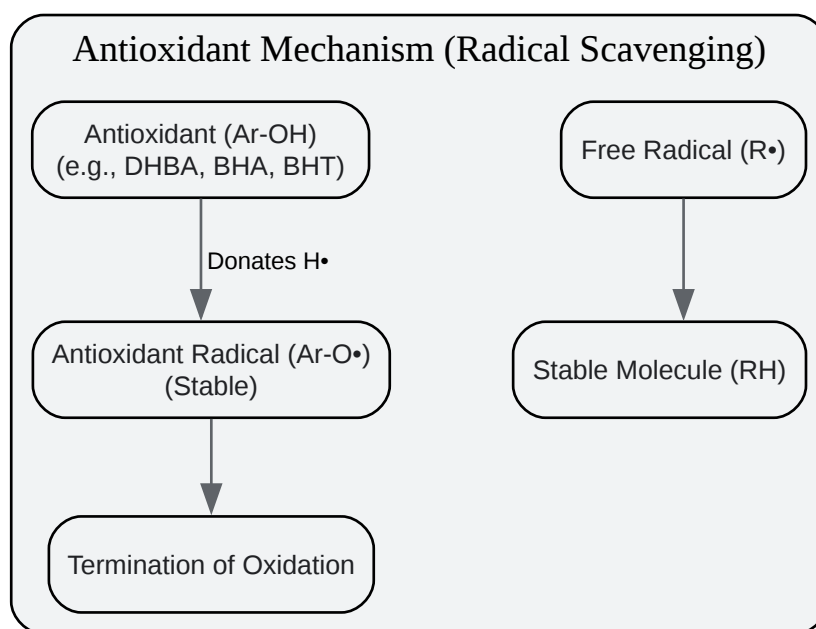 Antioxidant Mechanism (Radical Scavenging)
Antioxidant (Ar-OH)
(e.g., DHBA, BHA, BHT)
Free Radical (R•)
Donates H•
Antioxidant Radical (Ar-O•)
(Stable)
Stable Molecule (RH)
Termination of Oxidation